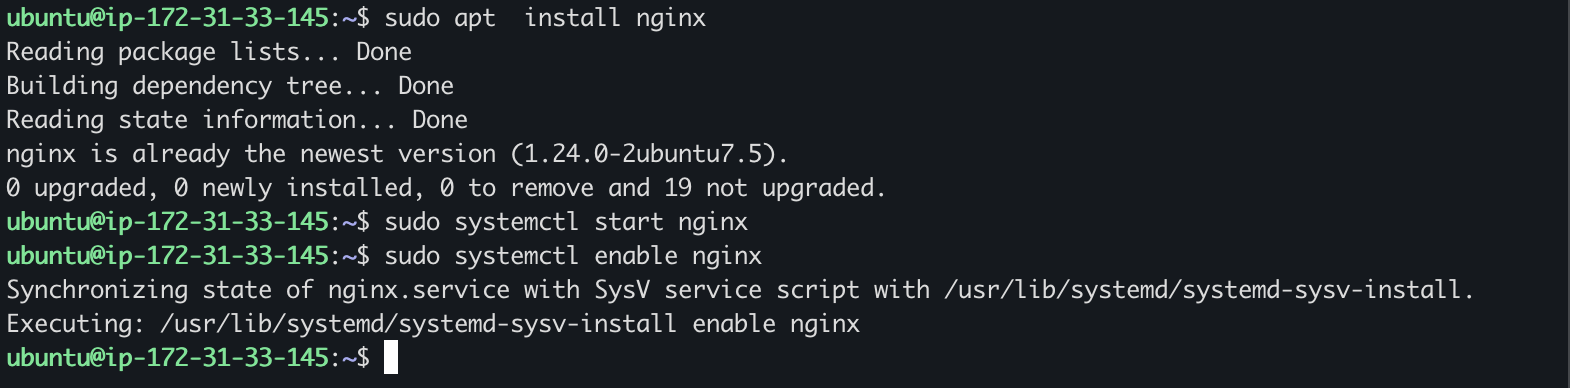 ubuntu@ip-172-31-33-145:~$ sudo apt  install nginx
Reading package lists... Done
Building dependency tree... Done
Reading state information... Done
nginx is already the newest version (1.24.0-2ubuntu7.5).
0 upgraded, 0 newly installed, 0 to remove and 19 not upgraded.
ubuntu@ip-172-31-33-145:~$ sudo systemctl start nginx
ubuntu@ip-172-31-33-145:~$ sudo systemctl enable nginx
Synchronizing state of nginx.service with SysV service script with /usr/lib/systemd/systemd-sysv-install.
Executing: /usr/lib/systemd/systemd-sysv-install enable nginx
ubuntu@ip-172-31-33-145:~$